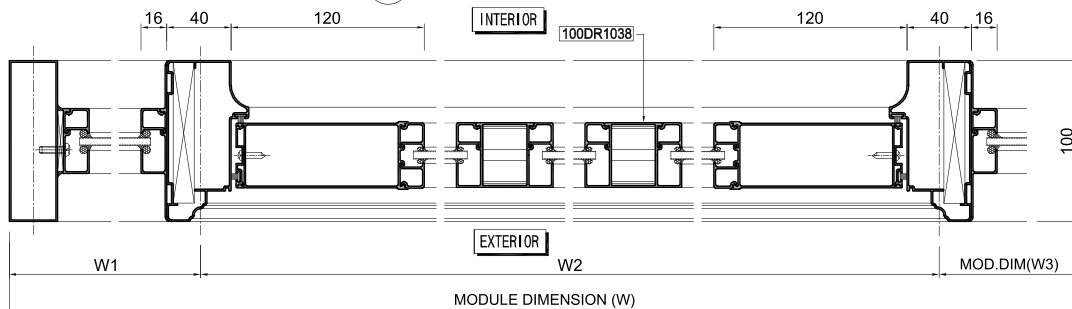 16 40 120 INTERIOR 120 40 16
100DR1038
100
EXTERIOR
W1 W2 MOD.DIM(W3)
MODULE DIMENSION (W)